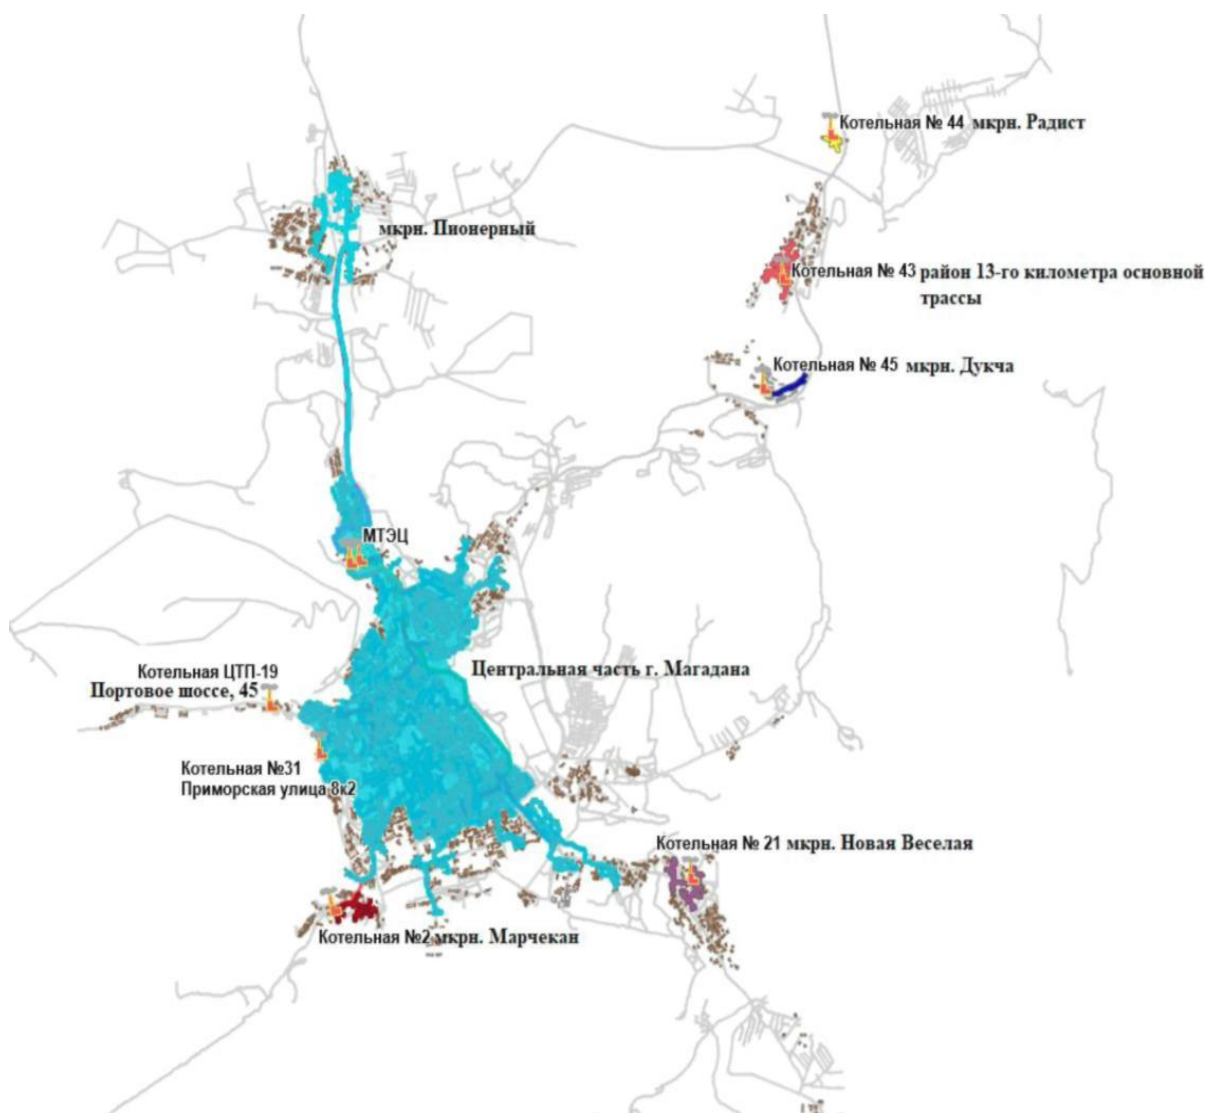 Котельная № 44 мкрн. Радист
мкрн. Пионерный
Котельная № 43 район 13-го километра основной
трассы
Котельная № 45 мкрн. Дукча
МТЭЦ
Котельная ЦТП-19
Портовое шоссе, 45
Центральная часть г. Магадана
Котельная №31
Приморская улица 8к2
Котельная № 21 мкрн. Новая Веселая
Котельная №2 мкрн. Марчекан